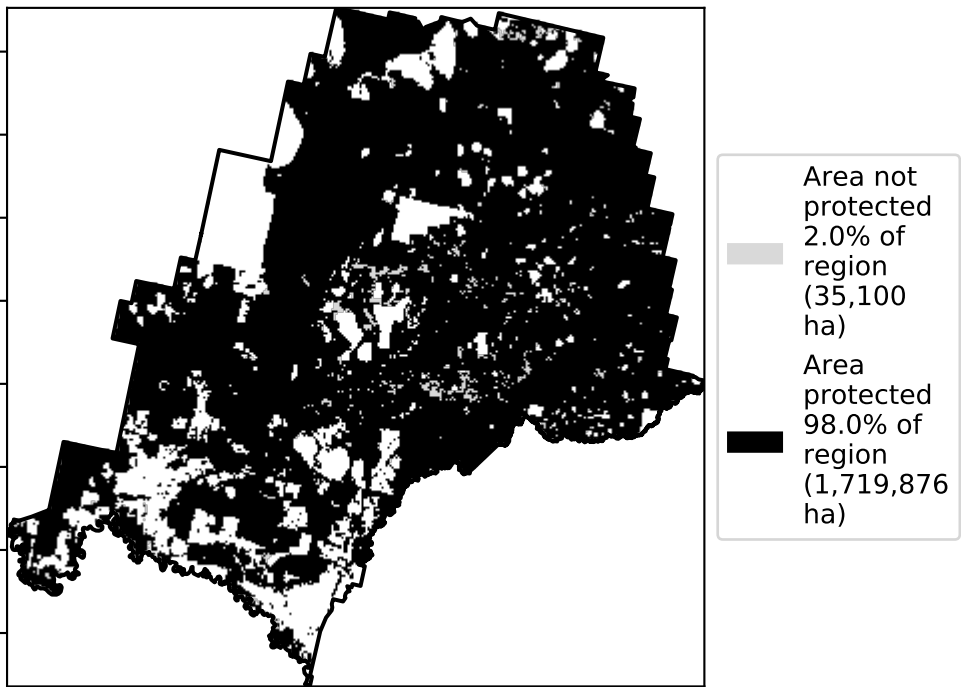 Area not
protected
2.0% of
region
(35,100
ha)
Area
protected
98.0% of
region
(1,719,876
ha)